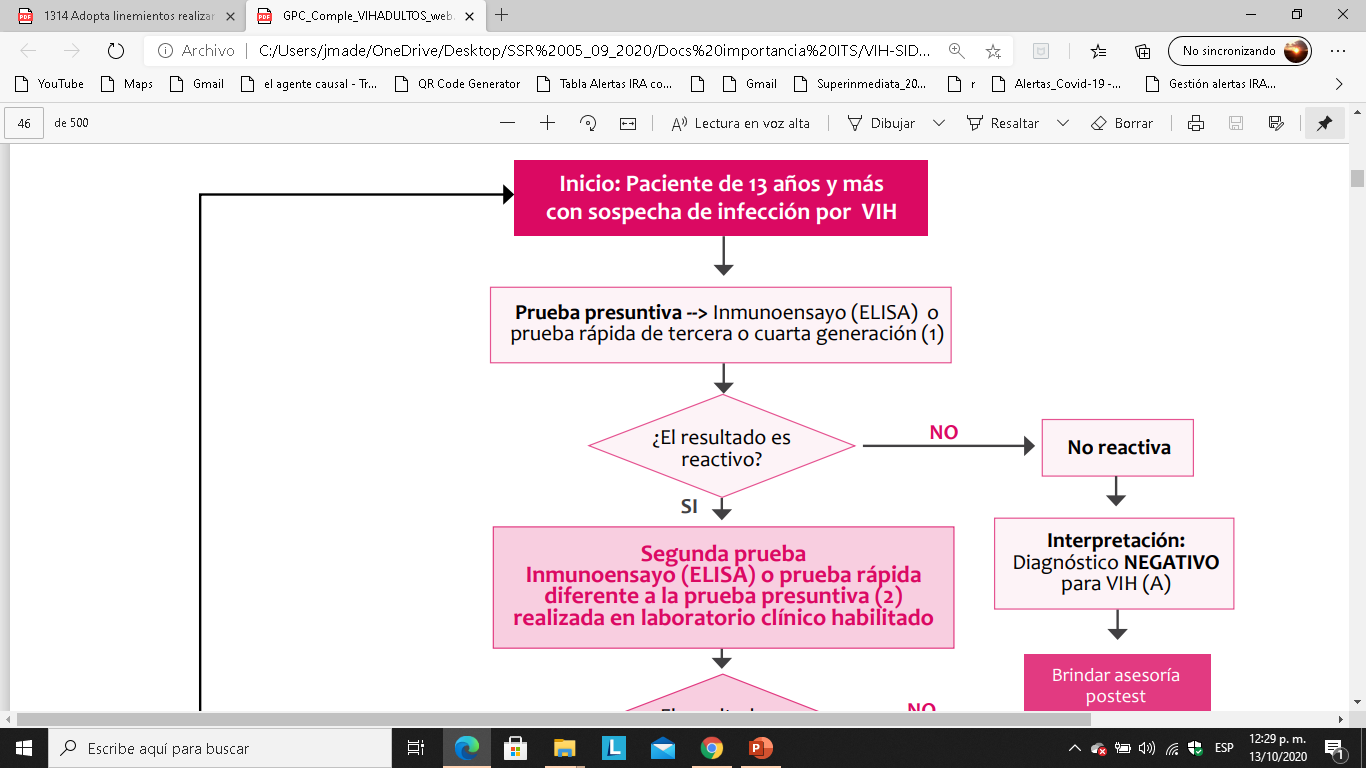 1314 Adopta linemientos realizar
GPC_Comple_VIHADULTOS_web.
Archivo
C:/Users/jmade/OneDrive/Desktop/SSR%2005_09_2020/Docs%20importancia%20ITS/VIH-SID...
No sincronizando
YouTube
Maps
Gmail
el agente causal - Tr...
QR Code Generator
Tabla Alertas IRA co...
Gmail
Superinmediata_20...
r
Alertas_Covid-19 -...
Gestión alertas IRA...
46
de 500
Lectura en voz alta
Dibujar
Resaltar
Borrar
Inicio: Paciente de 13 años y más
con sospecha de infección por VIH
Prueba presuntiva --> Inmunoensayo (ELISA) o
prueba rápida de tercera o cuarta generación (1)
¿El resultado es
reactivo?
NO
No reactiva
SI
Interpretación:
Diagnóstico NEGATIVO
para VIH (A)
Segunda prueba
Inmunoensayo (ELISA) o prueba rápida
diferente a la prueba presuntiva (2)
realizada en laboratorio clínico habilitado
Brindar asesoría
postest
NO
Escribe aquí para buscar
ESP
12:29 p. m.
13/10/2020
1